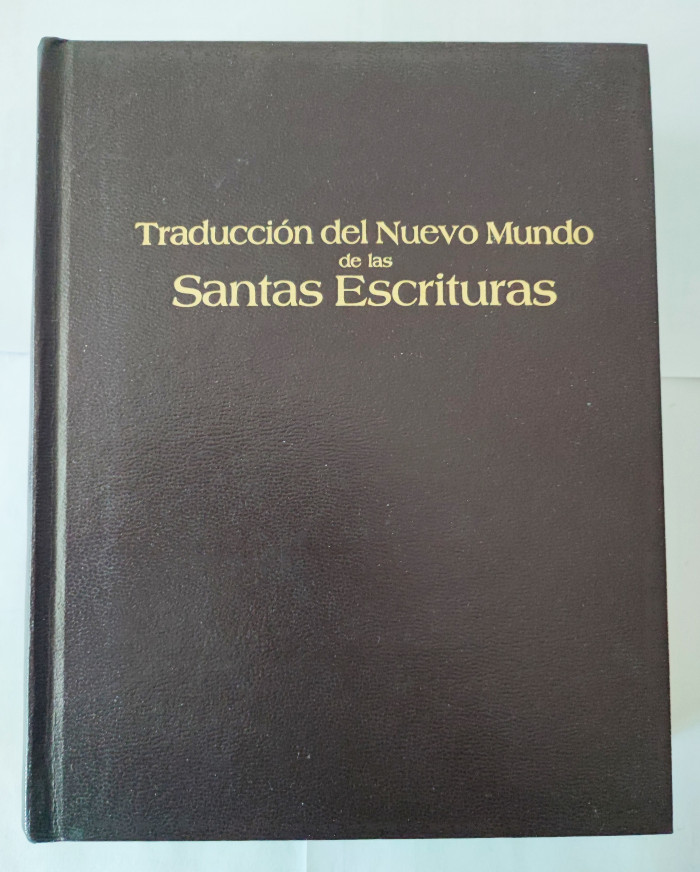 Traducción del Nuevo Mundo
de las
Santas Escrituras